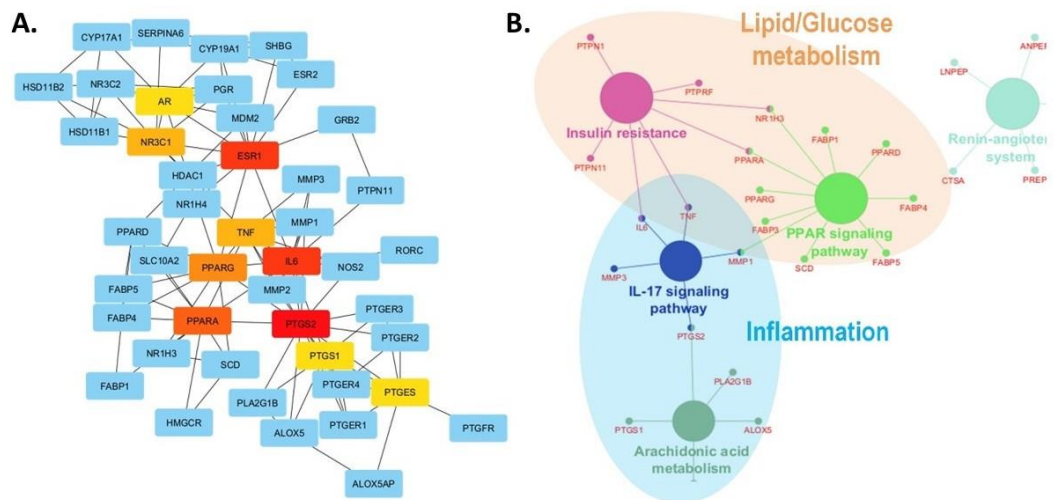 A.
CYP17A1
SERPINA6
CYP19A1
SHBG
ESR2
HSD11B2
NR3C2
PGR
AR
HSD11B1
MDM2
GRB2
NR3C1
ESR1
HDAC1
MMP3
PTPN11
NR1H4
MMP1
PPARD
TNF
RORC
SLC10A2
PPARG
IL6
NOS2
FABP5
MMP2
FABP4
PPARA
PTGS2
PTGER3
PTGER2
NR1H3
SCD
PTGS1
FABP1
PTGER4
PTGES
PLA2G1B
HMGCR
ALOX5
PTGER1
PTGFR
ALOX5AP
B.
Lipid/Glucose
metabolism
PTPN1
PTPRF
Insulin resistance
NR1H3
PTPN11
PPARA
FABP1
PPARD
PPARG
FABP4
FABP3
PPAR signaling
pathway
SCD
FABP5
TNF
IL6
MMP1
MMP3
IL-17 signaling
pathway
Inflammation
PTGS2
PLA2G1B
PTGS1
ALOX5
Arachidonic acid
metabolism
ANPEP
LNPEP
Renin-angioten
system
CTSA
PREP